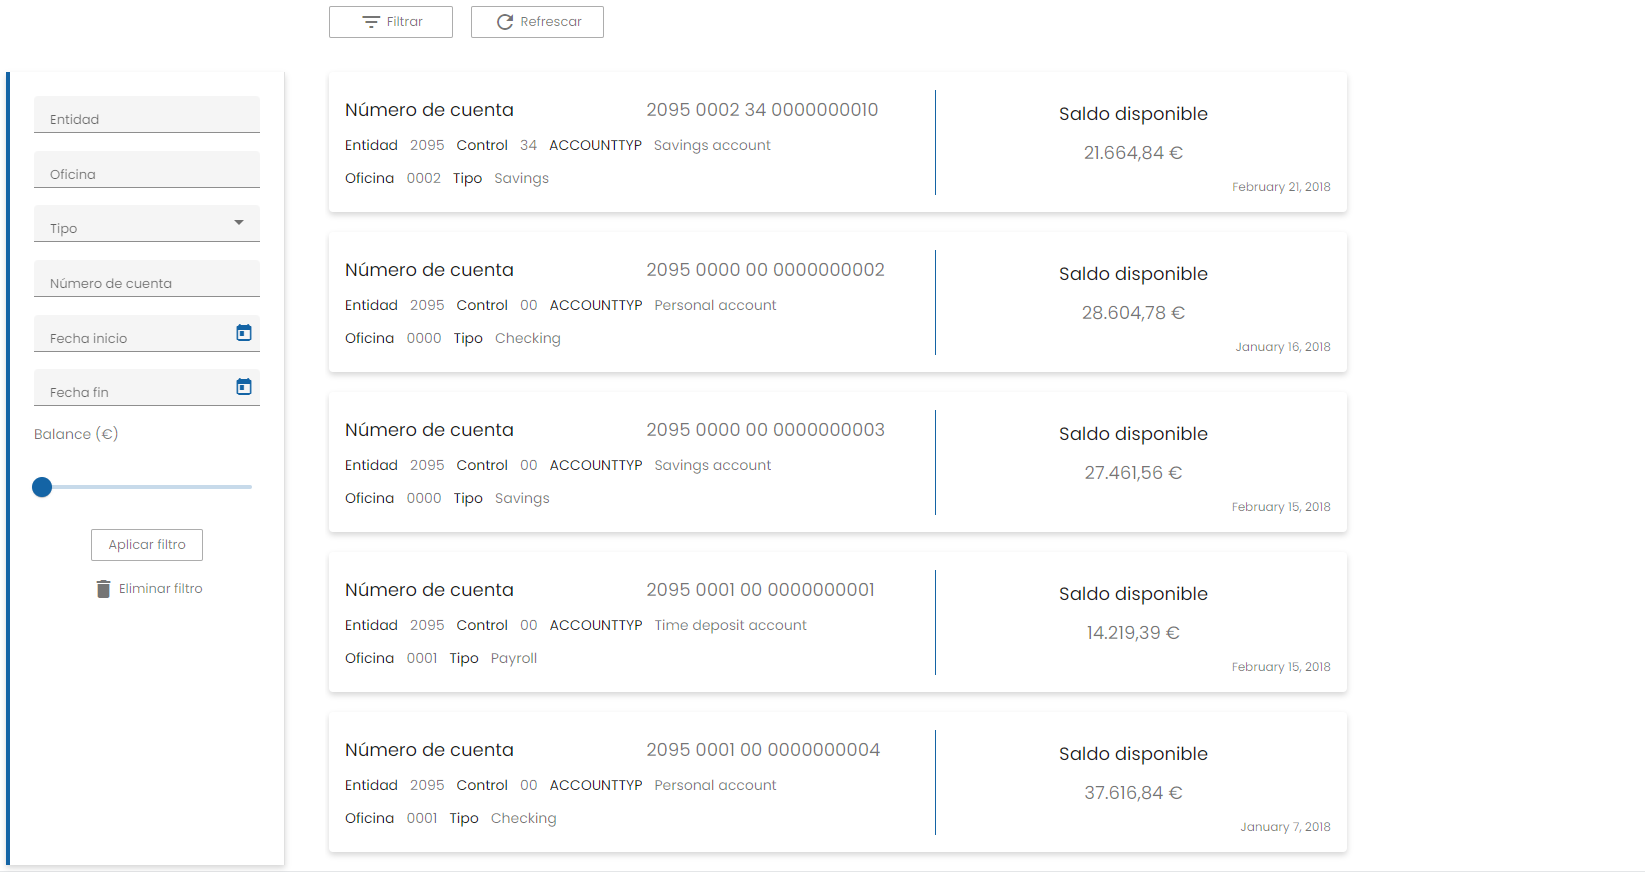 Filtrar Refrescar
Entidad
Oficina
Tipo
Número de cuenta
Fecha inicio
Fecha fin
Balance (€)
Aplicar filtro
Eliminar filtro
Número de cuenta 2095 0002 34 0000000010
Entidad 2095 Control 34 ACCOUNTTYP Savings account
Oficina 0002 Tipo Savings
Saldo disponible
21.664,84 €
February 21, 2018
Número de cuenta 2095 0000 00 0000000002
Entidad 2095 Control 00 ACCOUNTTYP Personal account
Oficina 0000 Tipo Checking
Saldo disponible
28.604,78 €
January 16, 2018
Número de cuenta 2095 0000 00 0000000003
Entidad 2095 Control 00 ACCOUNTTYP Savings account
Oficina 0000 Tipo Savings
Saldo disponible
27.461,56 €
February 15, 2018
Número de cuenta 2095 0001 00 0000000001
Entidad 2095 Control 00 ACCOUNTTYP Time deposit account
Oficina 0001 Tipo Payroll
Saldo disponible
14.219,39 €
February 15, 2018
Número de cuenta 2095 0001 00 0000000004
Entidad 2095 Control 00 ACCOUNTTYP Personal account
Oficina 0001 Tipo Checking
Saldo disponible
37.616,84 €
January 7, 2018